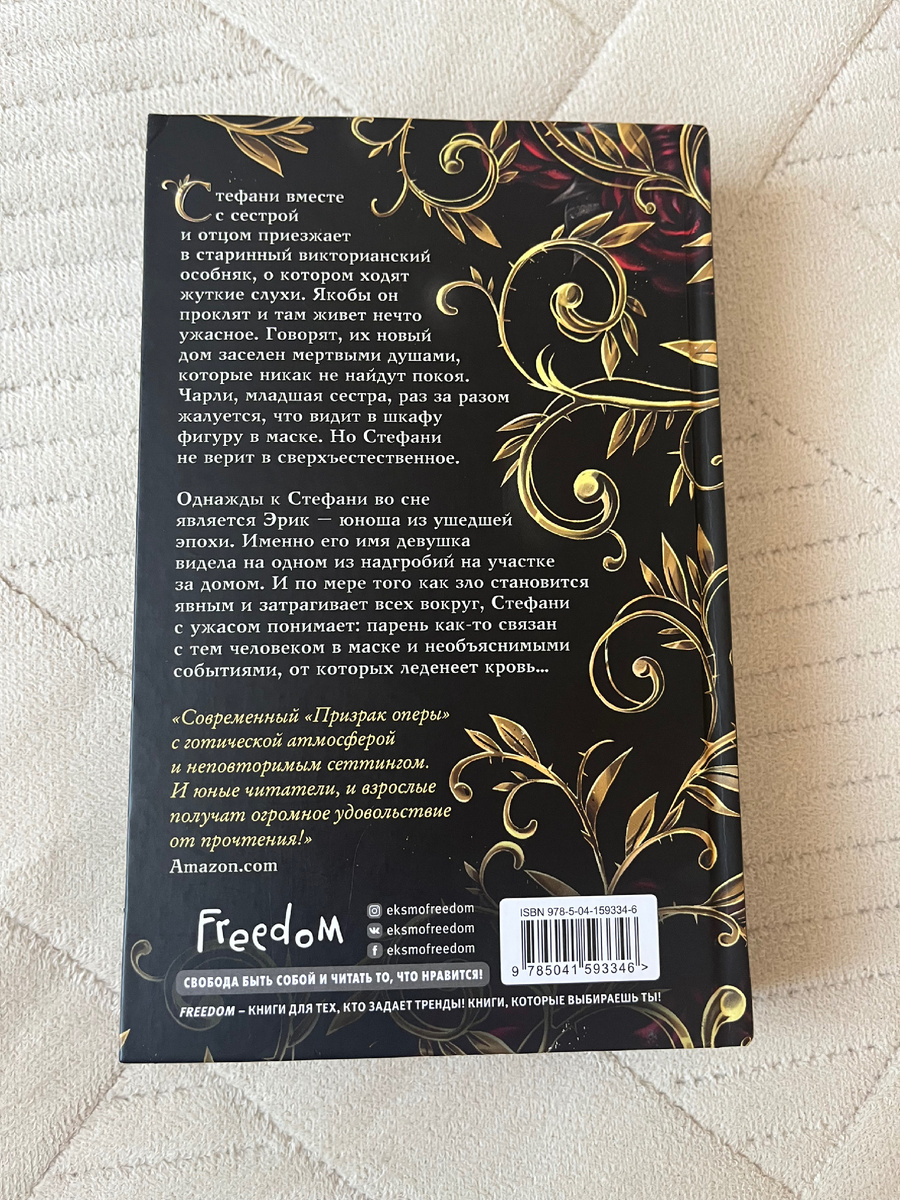 Стефани вместе
с сестрой
и отцом приезжает
в старинный викторианский
особняк, о котором ходят
жуткие слухи. Якобы он
проклят и там живет нечто
ужасное. Говорят, их новый
дом заселен мертвыми душами,
которые никак не найдут покоя.
Чарли, младшая сестра, раз за разом
жалуется, что видит в шкафу
фигуру в маске. Но Стефани
не верит в сверхъестественное.
Однажды к Стефани во сне
является Эрик — юноша из ушедшей
эпохи. Именно его имя девушка
видела на одном из надгробий на участке
за домом. И по мере того как зло становится
явным и затрагивает всех вокруг, Стефани
с ужасом понимает: парень как-то связан
с тем человеком в маске и необъяснимыми
событиями, от которых леденеет кровь...
«Современный «Призрак оперы»
с готической атмосферой
и неповторимым сеттингом.
И юные читатели, и взрослые
получат огромное удовольствие
от прочтения!»
Amazon.com
Freedom
eksmofreedom
eksmofreedom
eksmofreedom
СВОБОДА БЫТЬ СОБОЙ И ЧИТАТЬ ТО, ЧТО НРАВИТСЯ!
FREEDOM – КНИГИ ДЛЯ ТЕХ, КТО ЗАДАЕТ ТРЕНДЫ! КНИГИ, КОТОРЫЕ ВЫБИРАЕШЬ ТЫ!
ISBN 978-5-04-159334-6
9 785041 593346 >